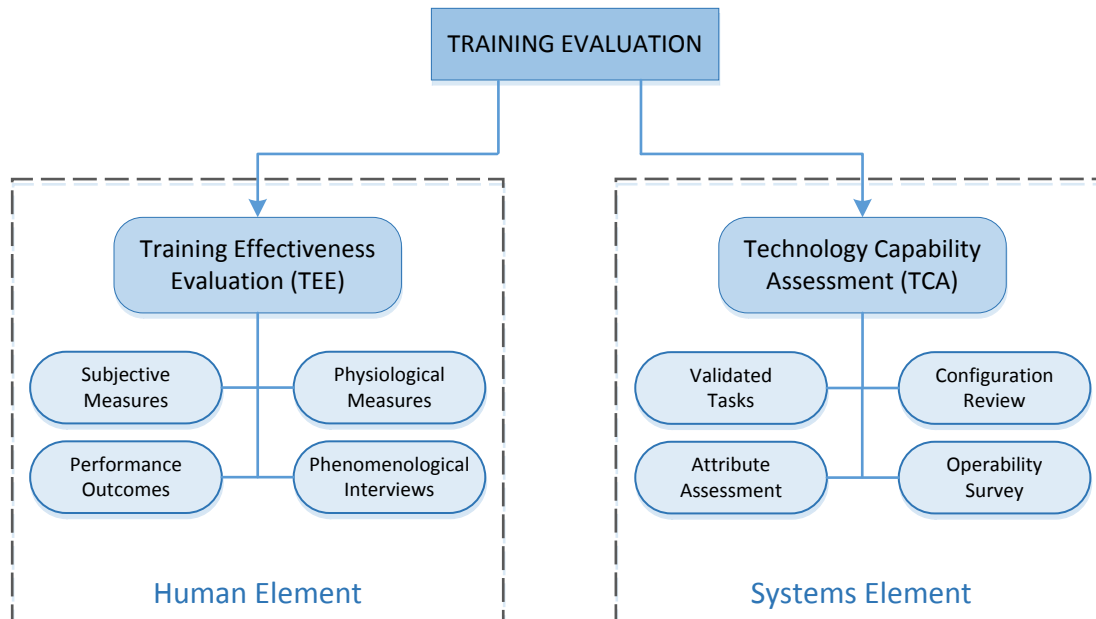 TRAINING EVALUATION
Training Effectiveness
Evaluation (TEE)
Subjective
Measures
Physiological
Measures
Performance
Outcomes
Phenomenological
Interviews
Human Element
Technology Capability
Assessment (TCA)
Validated
Tasks
Configuration
Review
Attribute
Assessment
Operability
Survey
Systems Element